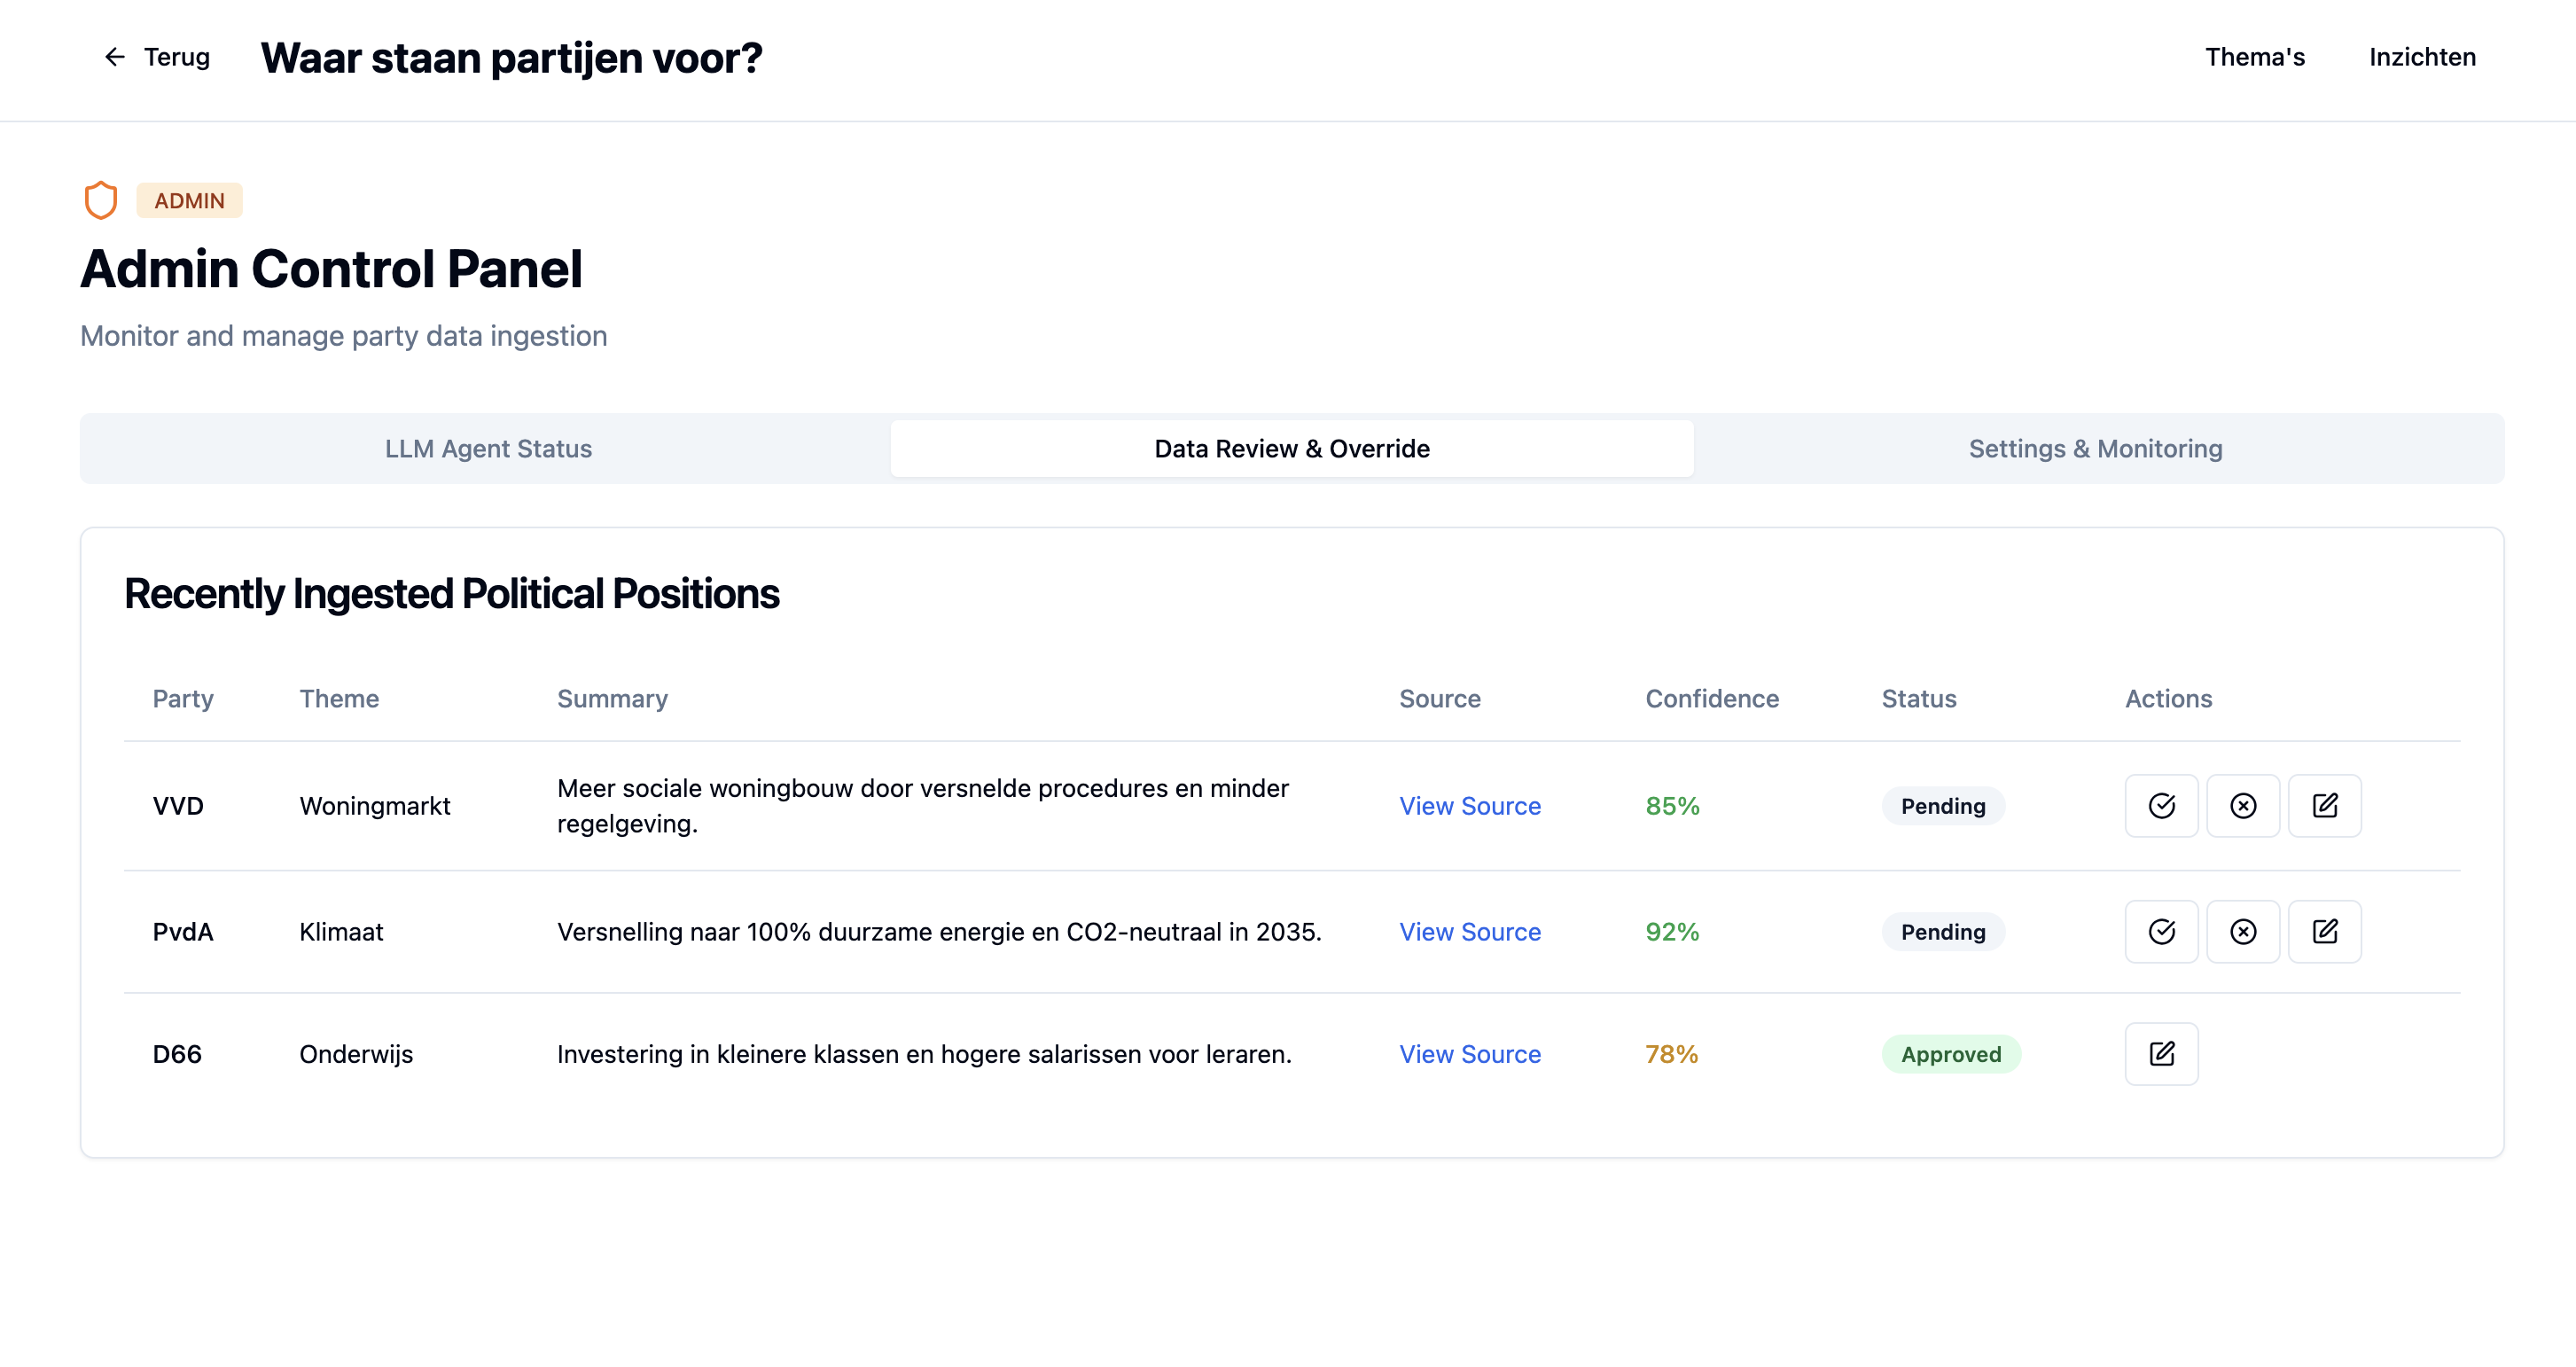 Terug
Waar staan partijen voor?
Thema's
Inzichten
ADMIN
Admin Control Panel
Monitor and manage party data ingestion
LLM Agent Status
Data Review & Override
Settings & Monitoring
Recently Ingested Political Positions
Party Theme Summary Source Confidence Status Actions
VVD Woningmarkt Meer sociale woningbouw door versnelde procedures en minder
regelgeving. View Source 85% Pending
PvdA Klimaat Versnelling naar 100% duurzame energie en CO2-neutraal in 2035. View Source 92% Pending
D66 Onderwijs Investering in kleinere klassen en hogere salarissen voor leraren. View Source 78% Approved